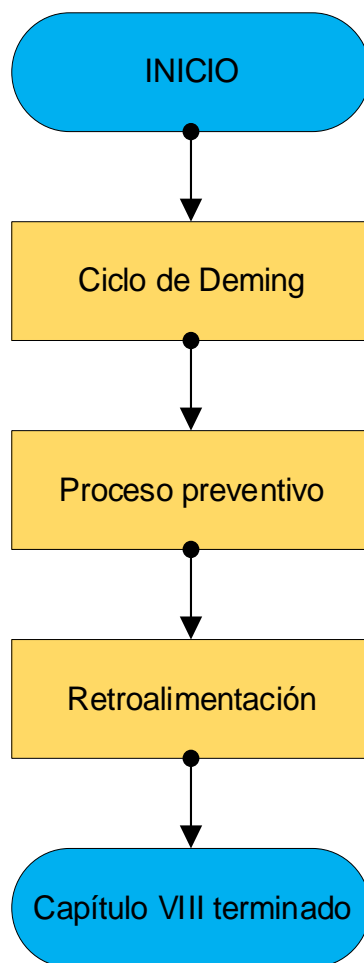 INICIO
Ciclo de Deming
Proceso preventivo
Retroalimentación
Capítulo VIII terminado